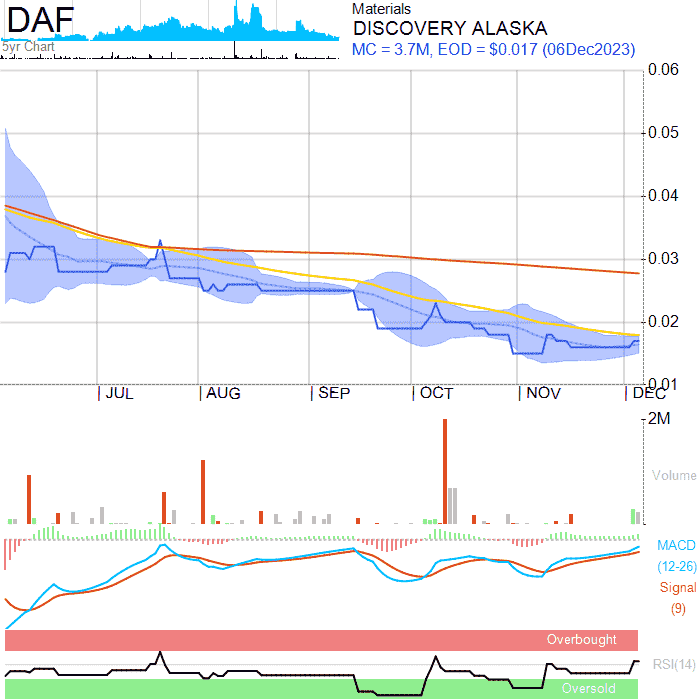 DAF
5yr Chart
Materials
DISCOVERY ALASKA
MC = 3.7M, EOD = $0.017 (06Dec2023)
0.06
0.05
0.04
0.03
0.02
0.01
JUL AUG SEP OCT NOV DEC
2M
Volume
MACD
(12-26)
Signal
(9)
Overbought
RSI(14)
Oversold